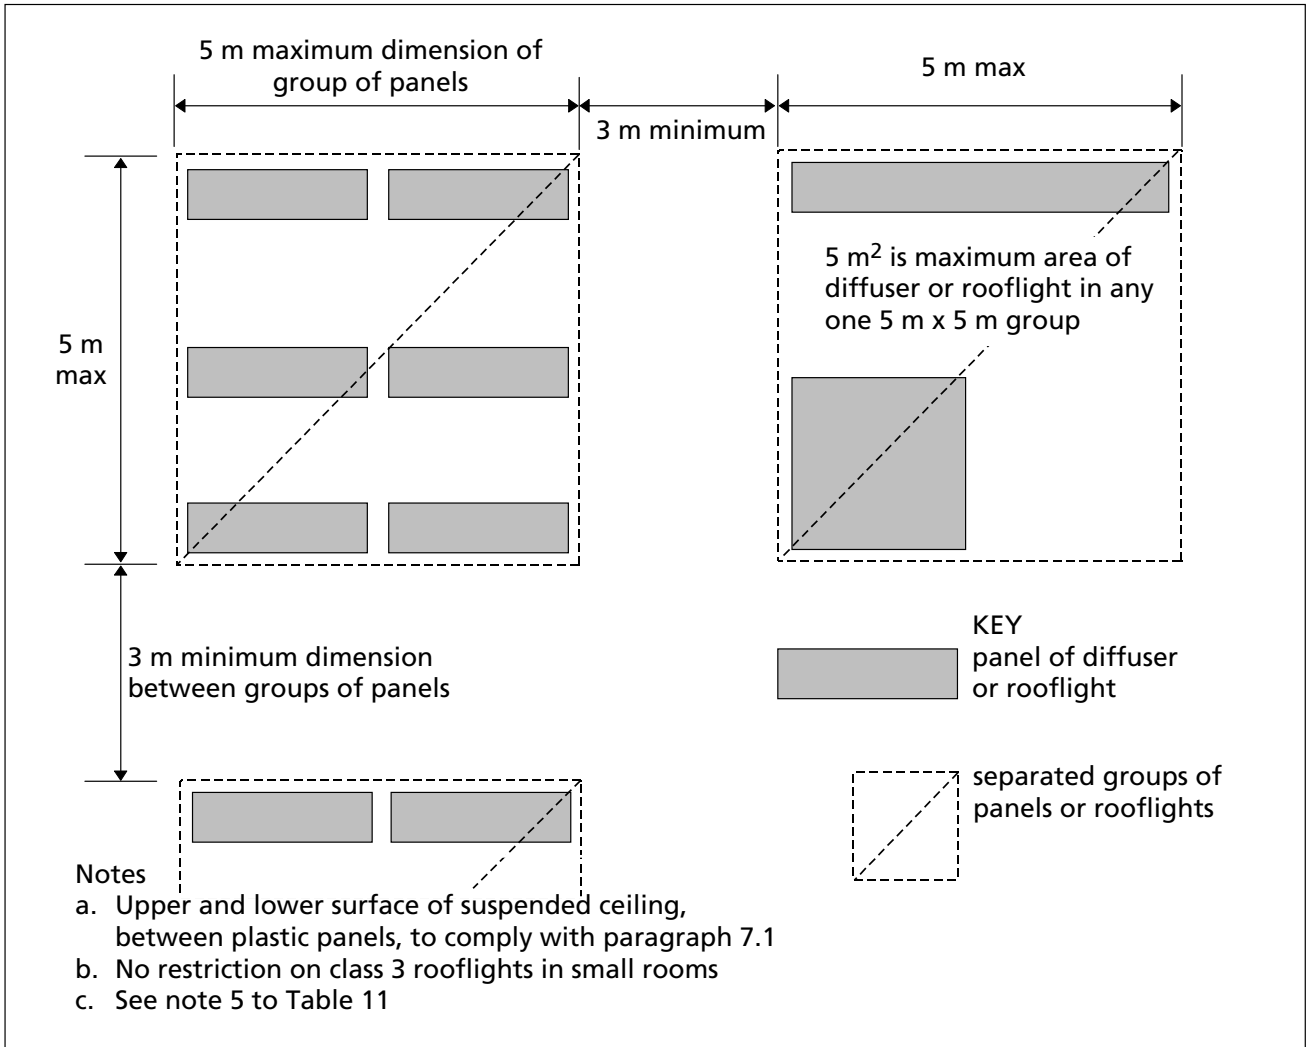 5 m maximum dimension of
group of panels
5 m max
3 m minimum
5 m² is maximum area of
diffuser or rooflight in any
one 5 m x 5 m group
5 m
max
3 m minimum dimension
between groups of panels
KEY
panel of diffuser
or rooflight
separated groups of
panels or rooflights
Notes
a. Upper and lower surface of suspended ceiling,
between plastic panels, to comply with paragraph 7.1
b. No restriction on class 3 rooflights in small rooms
c. See note 5 to Table 11